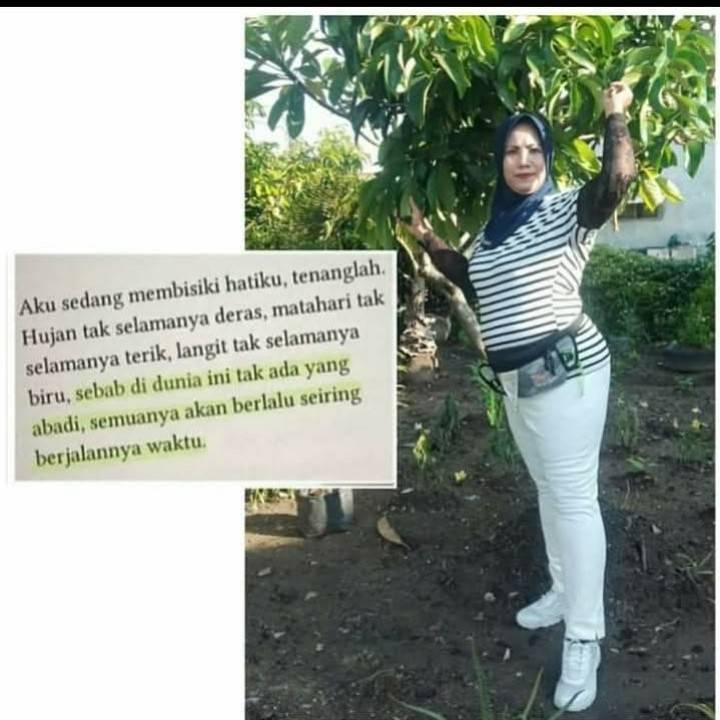 Aku sedang membisiki hatiku, tenanglah.
Hujan tak selamanya deras, matahari tak
selamanya terik, langit tak selamanya
biru, sebab di dunia ini tak ada yang
abadi, semuanya akan berlalu seiring
berjalannya waktu.